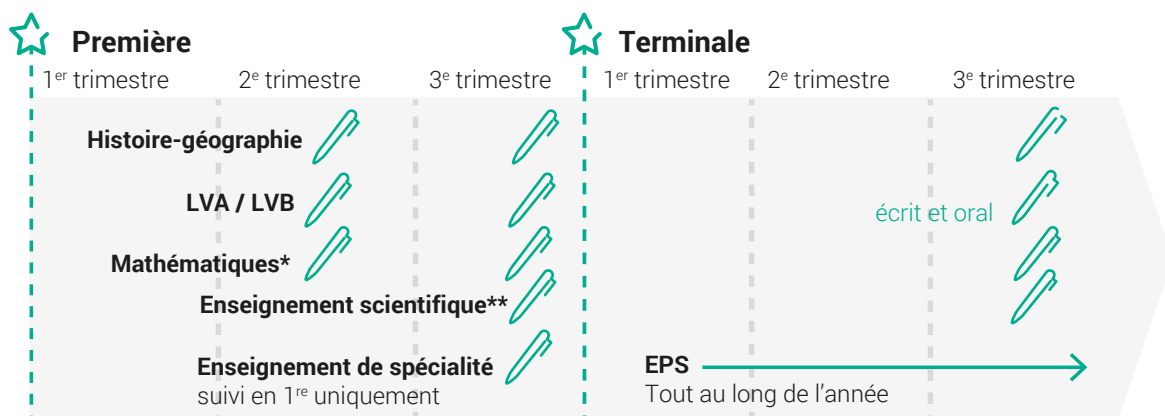 Première
Terminale
1er trimestre
2e trimestre
3e trimestre
1er trimestre
2e trimestre
3e trimestre
Histoire-géographie
LVA / LVB
écrit et oral
Mathématiques*
Enseignement scientifique**
Enseignement de spécialité
suivi en 1re uniquement
EPS
Tout au long de l'année